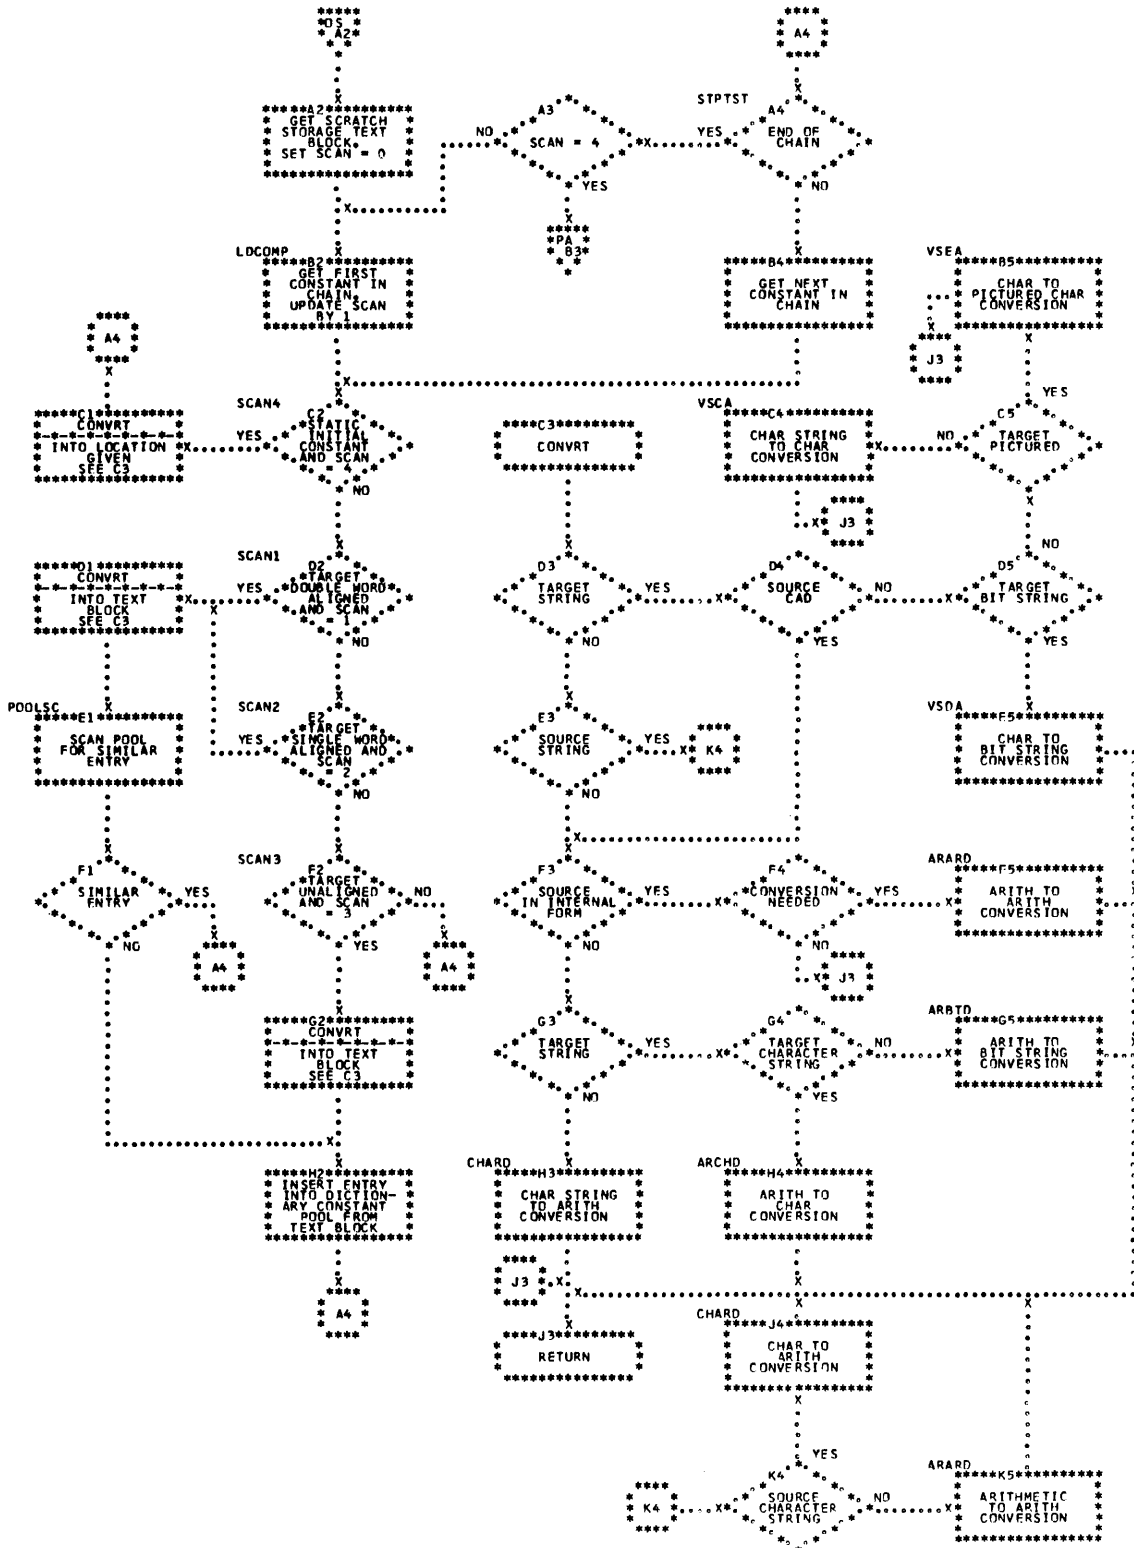 OS
A2
A4
A2
GET SCRATCH
STORAGE TEXT
BLOCK.
SET SCAN = 0
NO
A3
SCAN = 4
YES
STPTST
YES
A4
END OF
CHAIN
NO
PA
B3
LDCOMP
B2
GET FIRST
CONSTANT IN
CHAIN.
UPDATE SCAN
BY 1
B4
GET NEXT
CONSTANT IN
CHAIN
VSEA
B5
CHAR TO
PICTURED CHAR
CONVERSION
J3
A4
C1
CONVRT
INTO LOCATION
GIVEN
SEE C3
SCAN4
YES
C2
STATIC
INITIAL
CONSTANT
AND SCAN
= 4
NO
C3
CONVRT
VSCA
C4
CHAR STRING
TO CHAR
CONVERSION
J3
YES
NO
C5
TARGET
PICTURED
NO
D1
CONVRT
INTO TEXT
BLOCK
SEE C3
SCAN1
YES
D2
TARGET
DOUBLE WORD
ALIGNED
AND SCAN
= 1
NO
D3
TARGET
STRING
YES
NO
D4
SOURCE
CAD
NO
YES
D5
TARGET
BIT STRING
YES
POOLSC
E1
SCAN POOL
FOR SIMILAR
ENTRY
SCAN2
YES
E2
TARGET
SINGLE WORD
ALIGNED AND
SCAN
= 2
NO
E3
SOURCE
STRING
YES
NO
K4
VSDA
E5
CHAR TO
BIT STRING
CONVERSION
F1
SIMILAR
ENTRY
YES
NO
A4
SCAN3
F2
TARGET
UNALIGNED
AND SCAN
= 3
NO
YES
A4
F3
SOURCE
IN INTERNAL
FORM
YES
NO
F4
CONVERSION
NEEDED
YES
NO
J3
ARARD
F5
ARITH TO
ARITH
CONVERSION
G2
CONVRT
INTO TEXT
BLOCK
SEE C3
G3
TARGET
STRING
YES
NO
G4
TARGET
CHARACTER
STRING
NO
YES
ARBTD
G5
ARITH TO
BIT STRING
CONVERSION
H2
INSERT ENTRY
INTO DICTION-
ARY CONSTANT
POOL FROM
TEXT BLOCK
A4
CHARD
H3
CHAR STRING
TO ARITH
CONVERSION
ARCHD
H4
ARITH TO
CHAR
CONVERSION
J3
J3
RETURN
CHARD
J4
CHAR TO
ARITH
CONVERSION
YES
K4
K4
SOURCE
CHARACTER
STRING
NO
ARARD
K5
ARITHMETIC
TO ARITH
CONVERSION